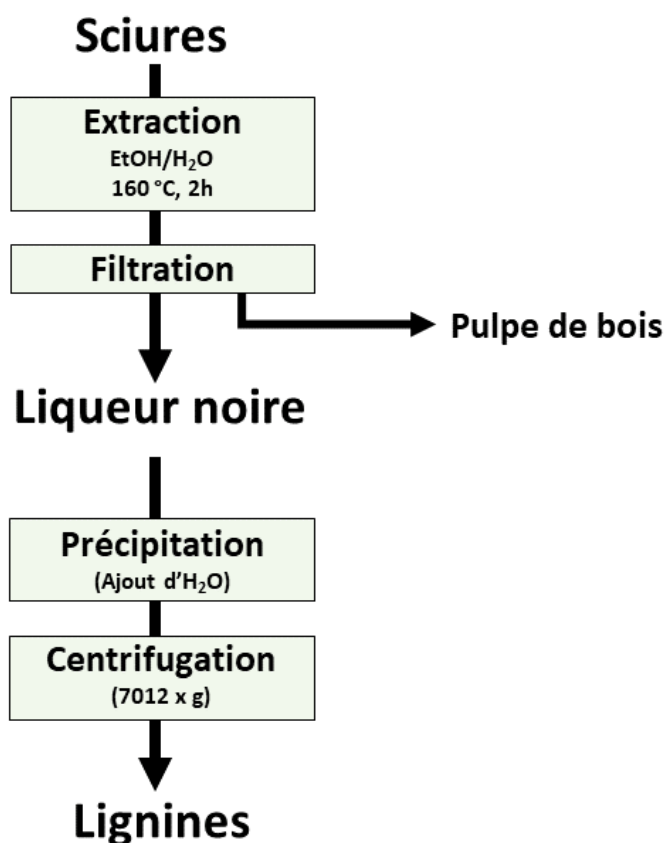 Sciures
Extraction
EtOH/H₂O
160 °C, 2h
Filtration
Pulpe de bois
Liqueur noire
Précipitation
(Ajout d'H₂O)
Centrifugation
(7012 x g)
Lignines